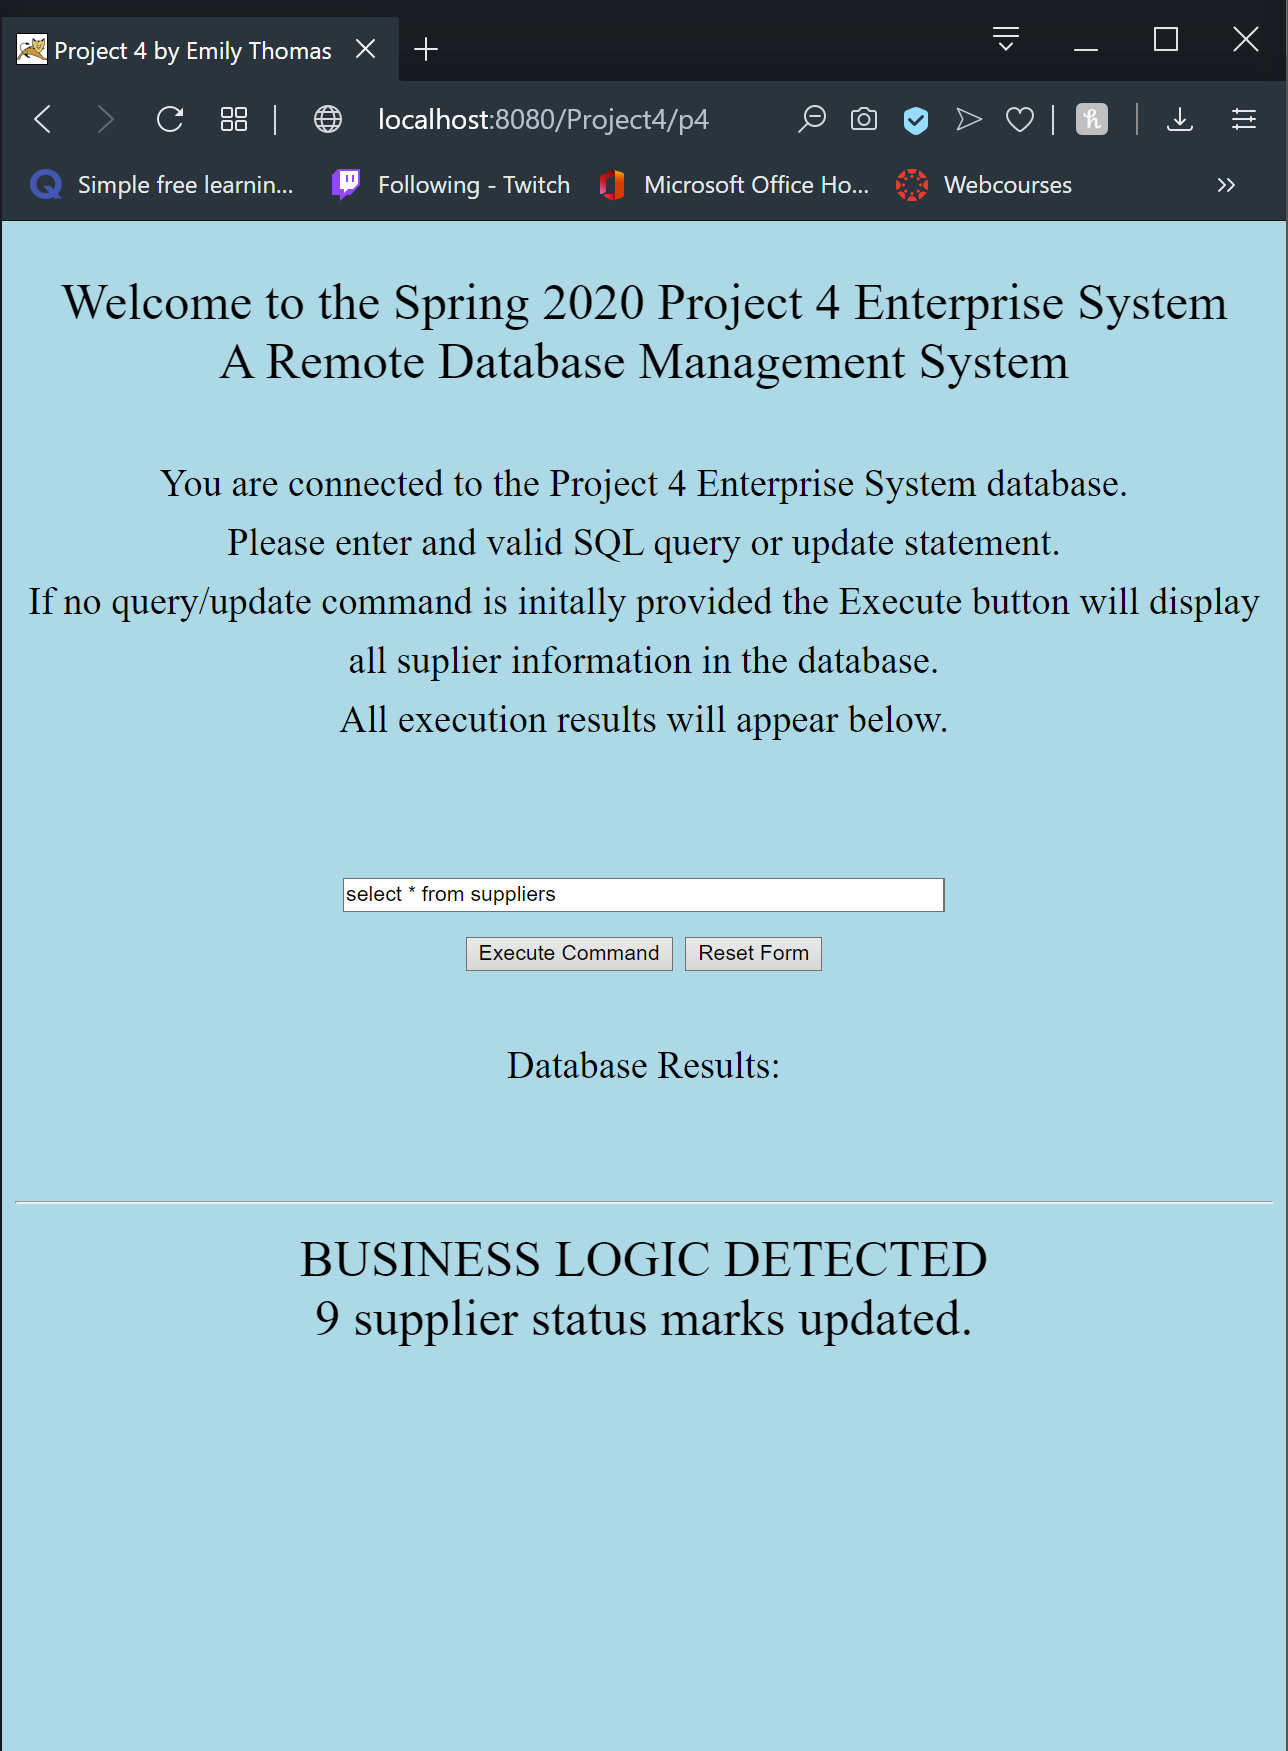 Project 4 by Emily Thomas
localhost:8080/Project4/p4
Simple free learnin... Following - Twitch Microsoft Office Ho... Webcourses
Welcome to the Spring 2020 Project 4 Enterprise System
A Remote Database Management System
You are connected to the Project 4 Enterprise System database.
Please enter and valid SQL query or update statement.
If no query/update command is initally provided the Execute button will display
all suplier information in the database.
All execution results will appear below.
select * from suppliers
Execute Command Reset Form
Database Results:
BUSINESS LOGIC DETECTED
9 supplier status marks updated.